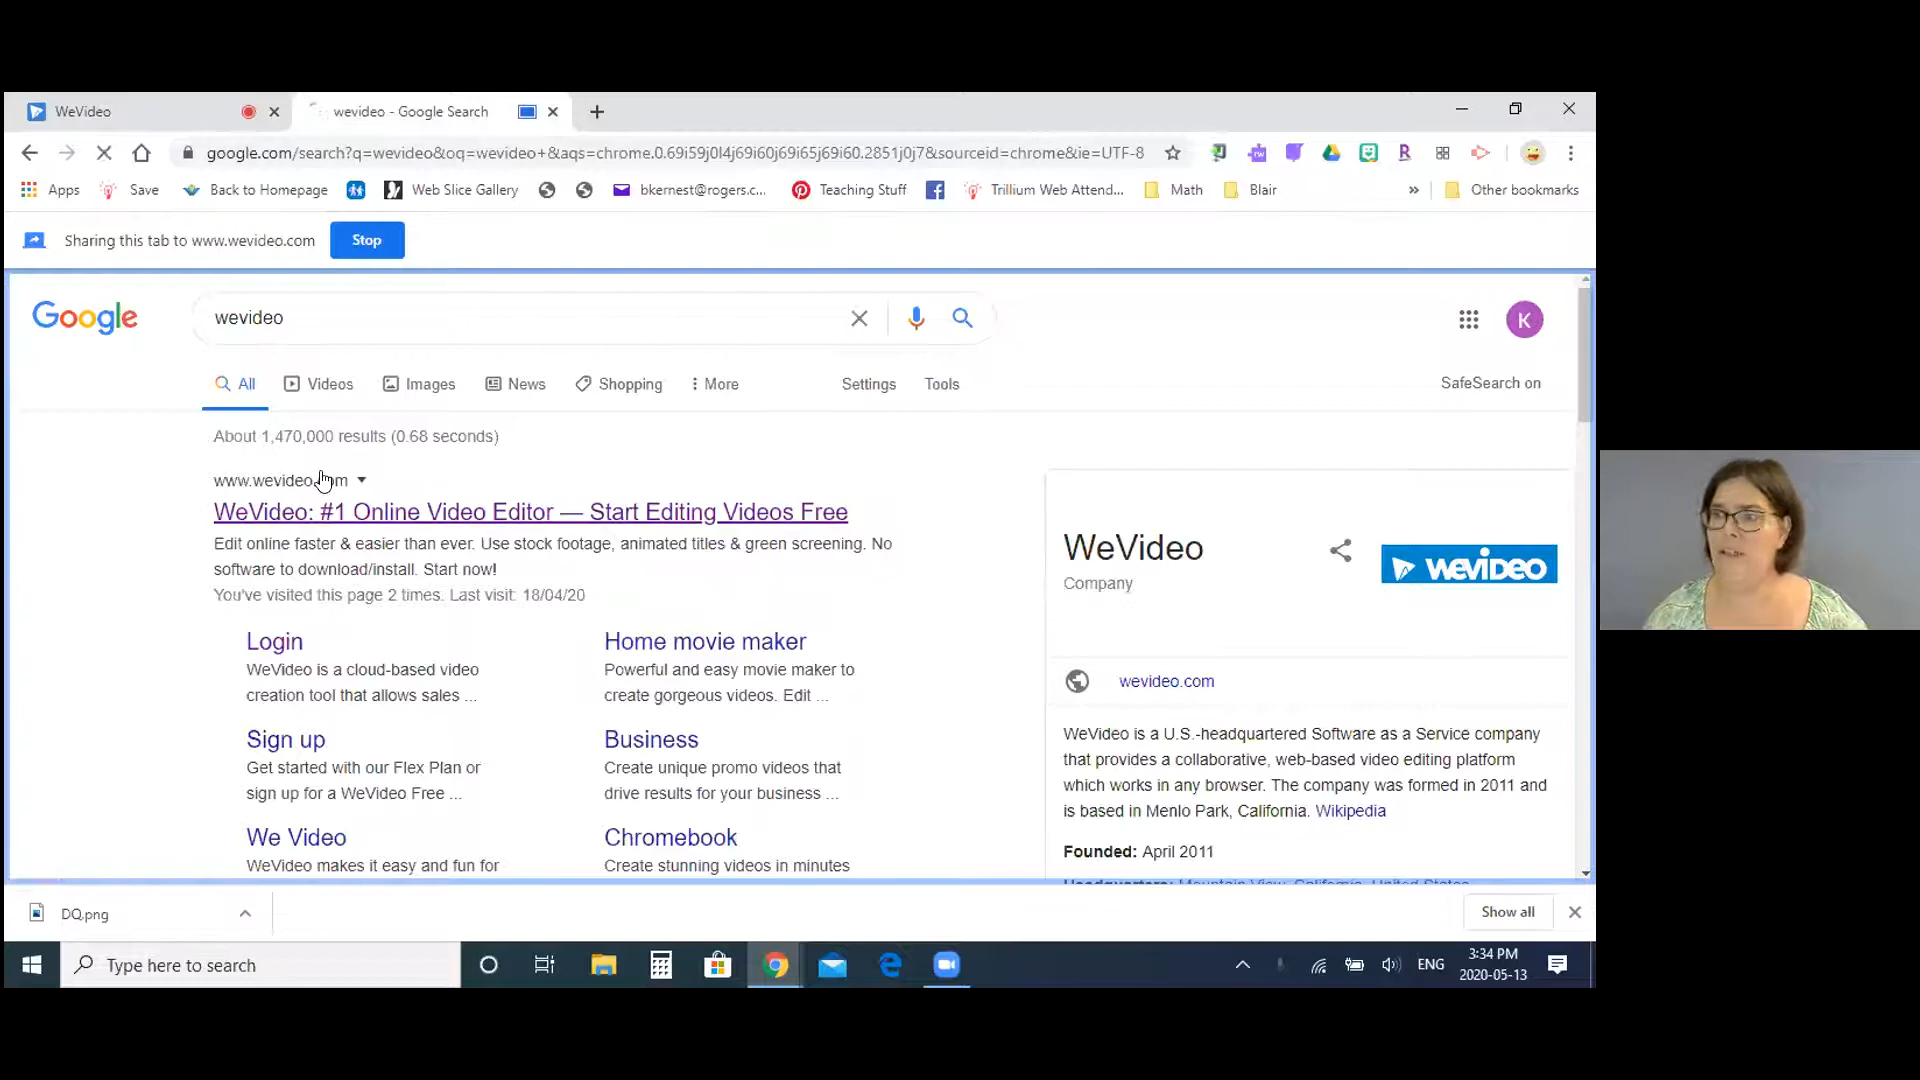 WeVideo
wevideo - Google Search
google.com/search?q=wevideo&oq=wevideo+&aqs=chrome.0.69i59j0l4j69i60j69i65j69i60.2851j0j7&sourceid=chrome&ie=UTF-8
Apps Save Back to Homepage Web Slice Gallery bkernest@rogers.c... Teaching Stuff Trillium Web Attend... Math Blair » Other bookmarks
Sharing this tab to www.wevideo.com Stop
Google
wevideo
K
All Videos Images News Shopping More Settings Tools
SafeSearch on
About 1,470,000 results (0.68 seconds)
WeVideo: #1 Online Video Editor — Start Editing Videos Free
Edit online faster & easier than ever. Use stock footage, animated titles & green screening. No
software to download/install. Start now!
You've visited this page 2 times. Last visit: 18/04/20
Login
WeVideo is a cloud-based video
creation tool that allows sales ...
Home movie maker
Powerful and easy movie maker to
create gorgeous videos. Edit ...
Sign up
Get started with our Flex Plan or
sign up for a WeVideo Free ...
Business
Create unique promo videos that
drive results for your business ...
We Video
WeVideo makes it easy and fun for
Chromebook
Create stunning videos in minutes
WeVideo
Company
WEVIDEO
wevideo.com
WeVideo is a U.S.-headquartered Software as a Service company
that provides a collaborative, web-based video editing platform
which works in any browser. The company was formed in 2011 and
is based in Menlo Park, California. Wikipedia
Founded: April 2011
DQ.png
Show all
Type here to search
ENG
3:34 PM
2020-05-13